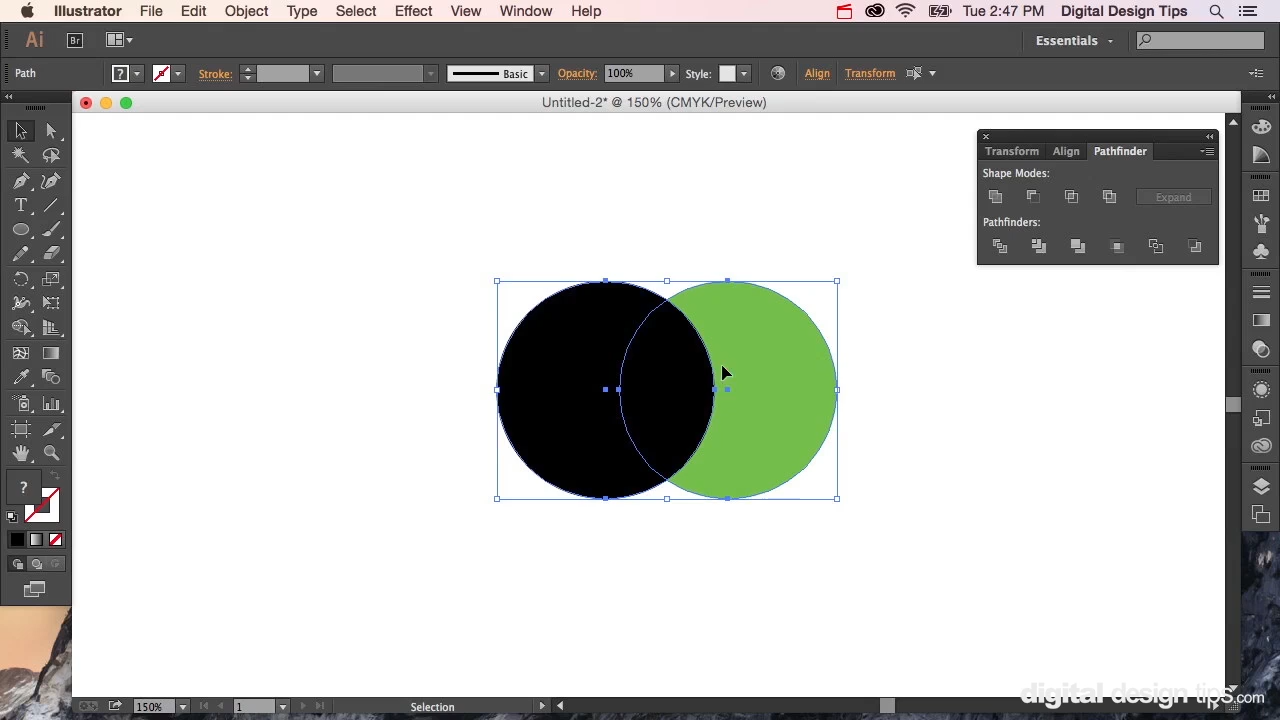 Illustrator File Edit Object Type Select Effect View Window Help Tue 2:47 PM Digital Design Tips
Ai Br Essentials
Path ? Stroke: Basic Opacity: 100% Style: Align Transform
Untitled-2* @ 150% (CMYK/Preview)
Transform Align Pathfinder
Shape Modes:
Expand
Pathfinders:
T
?
150% 1 Selection
digital design tips.com